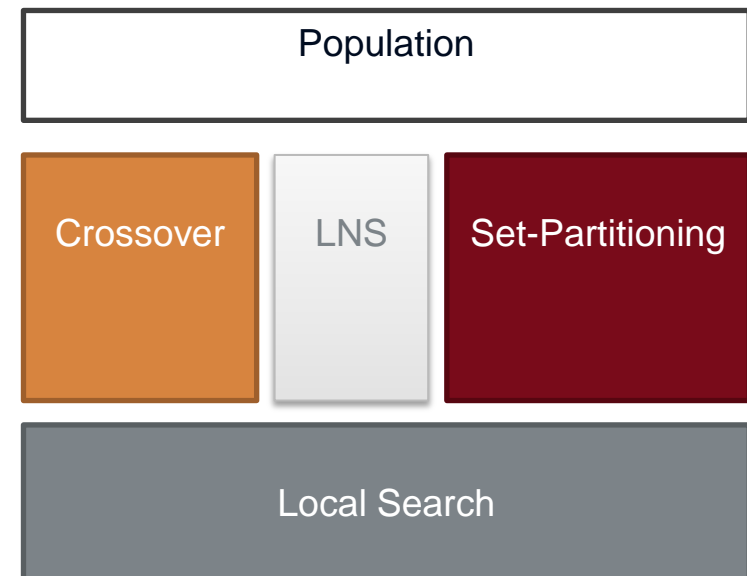 Population
Crossover
LNS
Set-Partitioning
Local Search